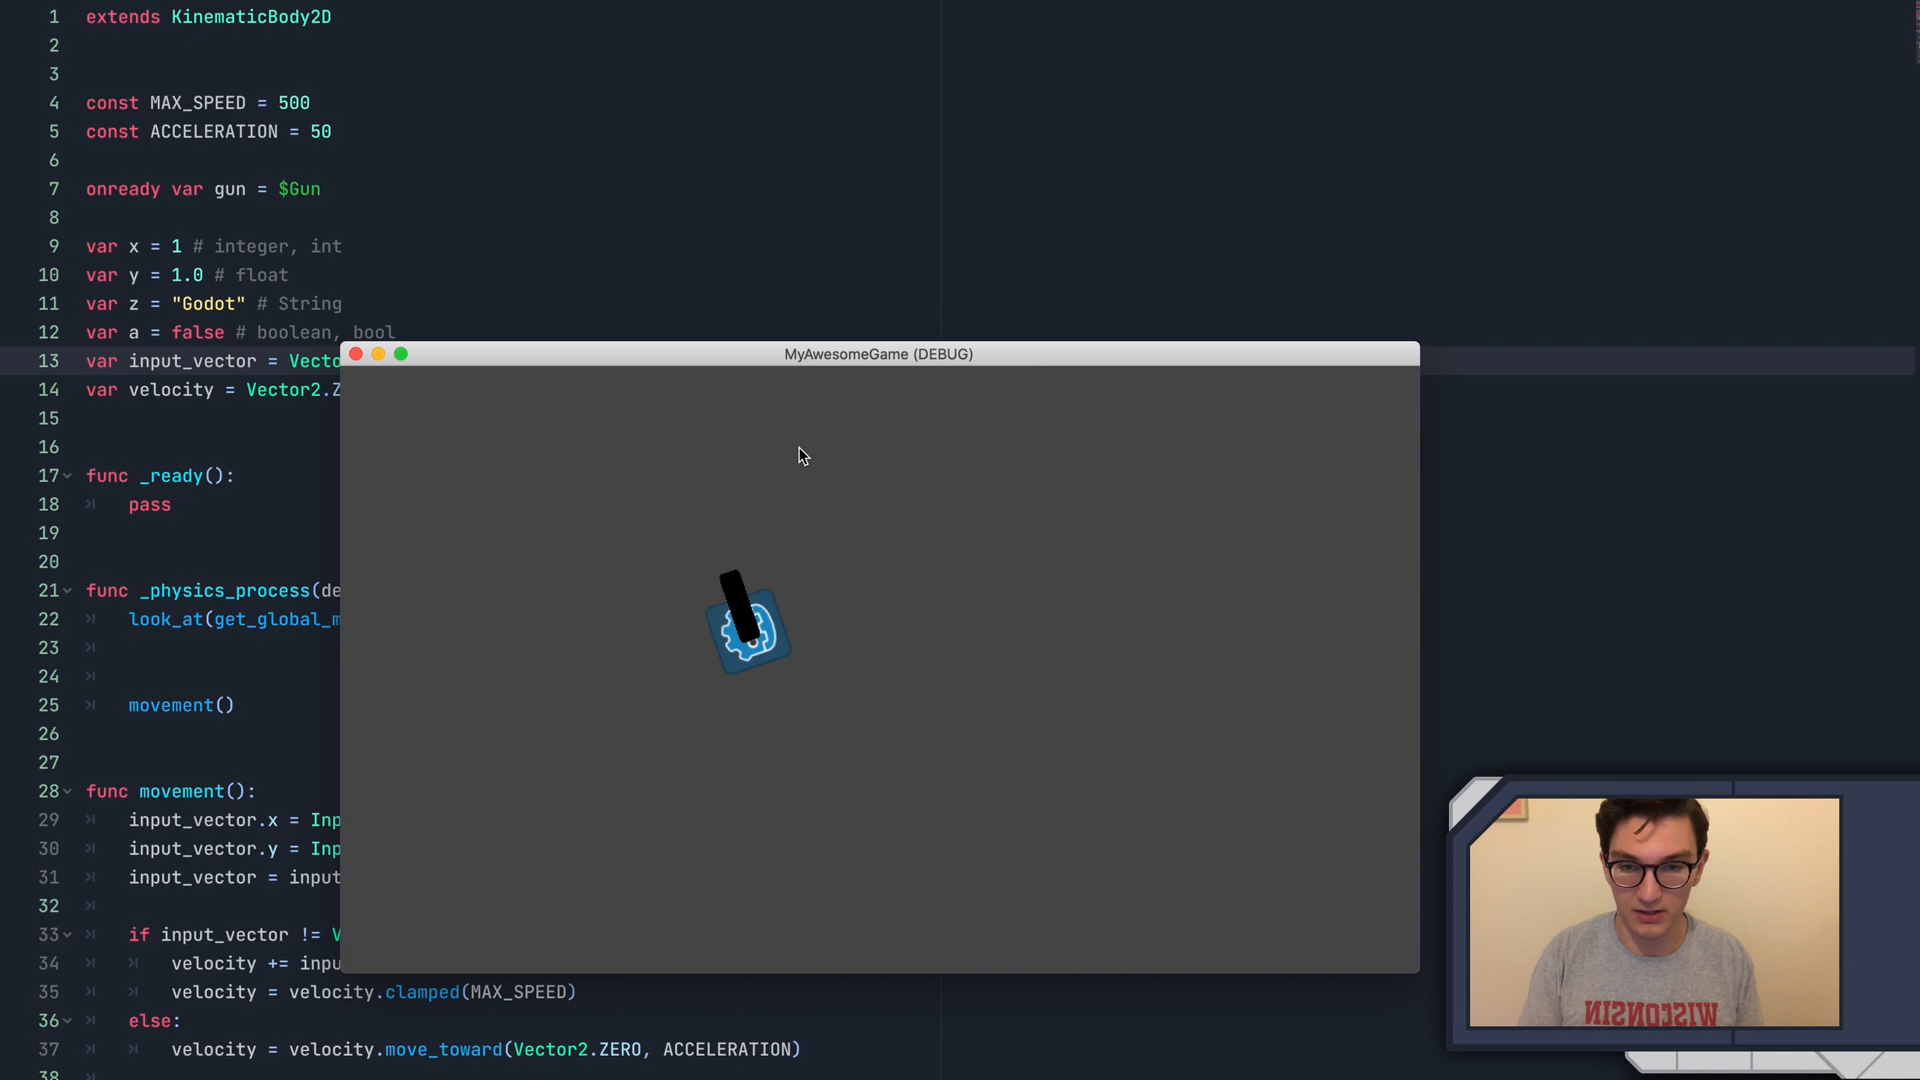 1 extends KinematicBody2D
2
3
4 const MAX_SPEED = 500
5 const ACCELERATION = 50
6
7 onready var gun = $Gun
8
9 var x = 1 # integer, int
10 var y = 1.0 # float
11 var z = "Godot" # String
12 var a = false # boolean, bool
13 var input_vector = Vecto
14 var velocity = Vector2.Z
15
16
17 func _ready():
18 pass
19
20
21 func _physics_process(de
22 look_at(get_global_m
23
24
25 movement()
26
27
28 func movement():
29 input_vector.x = Inp
30 input_vector.y = Inp
31 input_vector = input
32
33 if input_vector != V
34 velocity += inpu
35 velocity = velocity.clamped(MAX_SPEED)
36 else:
37 velocity = velocity.move_toward(Vector2.ZERO, ACCELERATION)
38
MyAwesomeGame (DEBUG)
WISCONSIN